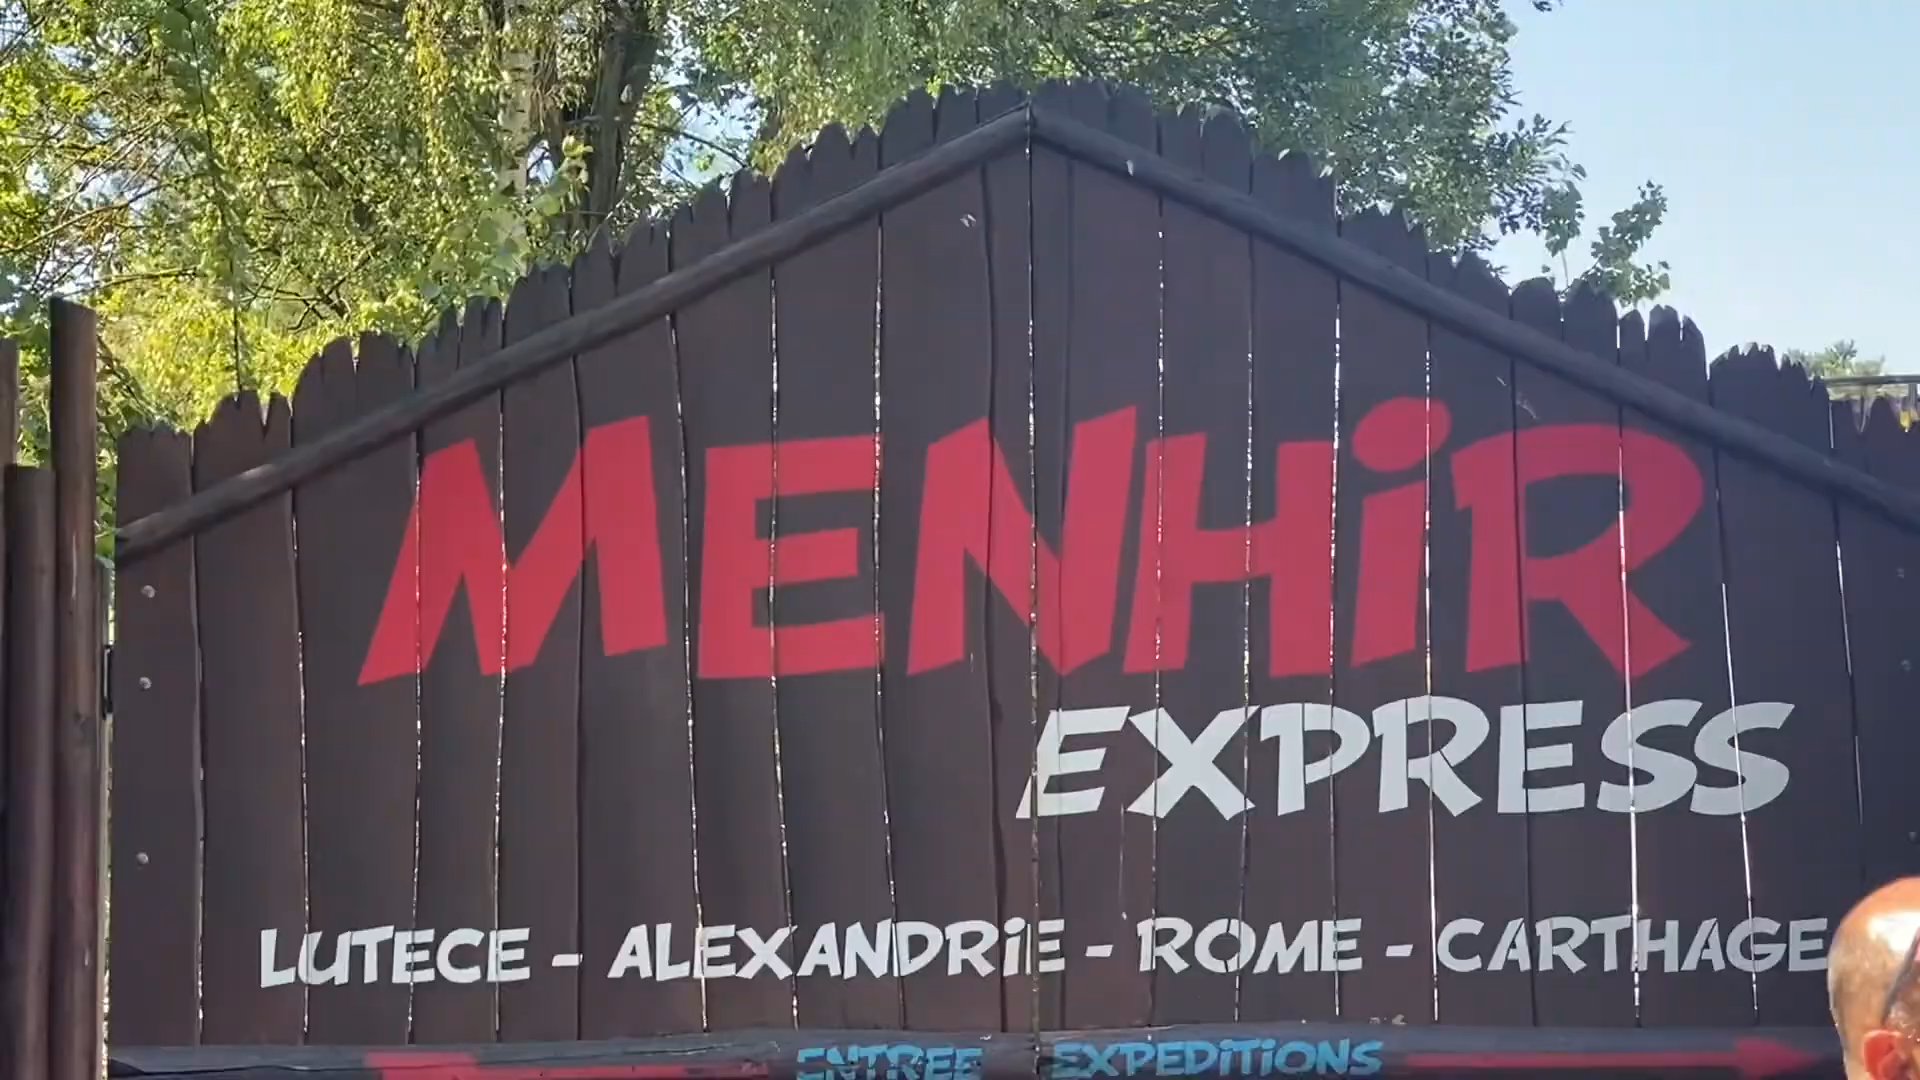 MENHiR
EXPRESS
LUTECE - ALEXANDRiE - ROME - CARTHAGE
ENTREE EXPEDiTiONS